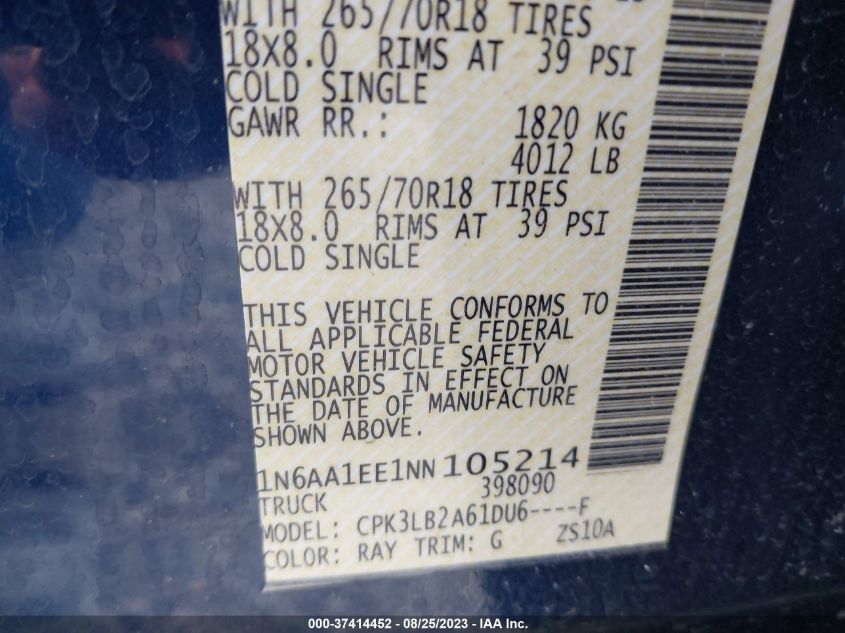 WITH 265/70R18 TIRES
18X8.0 RIMS AT 39 PSI
COLD SINGLE
GAWR RR.: 1820 KG
4012 LB
WITH 265/70R18 TIRES
18X8.0 RIMS AT 39 PSI
COLD SINGLE
THIS VEHICLE CONFORMS TO
ALL APPLICABLE FEDERAL
MOTOR VEHICLE SAFETY
STANDARDS IN EFFECT ON
THE DATE OF MANUFACTURE
SHOWN ABOVE.
1N6AA1EE1NN105214
TRUCK 398090
MODEL: CPK3LB2A61DU6----F
COLOR: RAY TRIM: G ZS10A
000-37414452 - 08/25/2023 - IAA Inc.